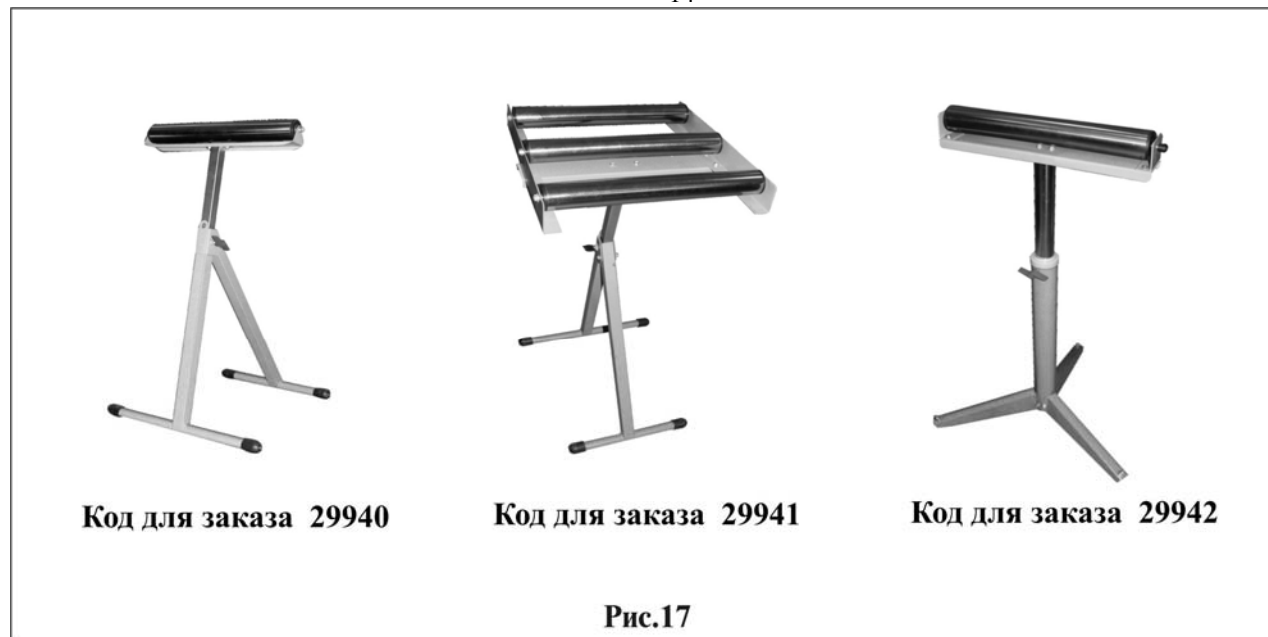 Код для заказа 29940
Код для заказа 29941
Код для заказа 29942
Рис.17